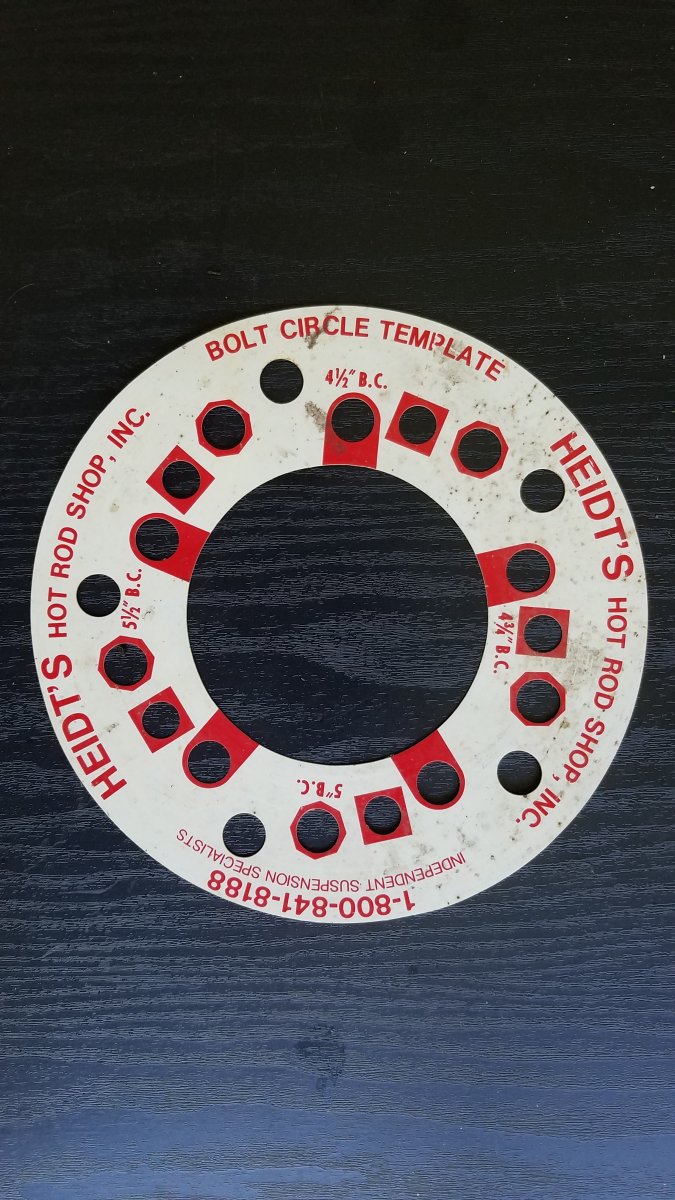 BOLT CIRCLE TEMPLATE
HEIDT'S HOT ROD SHOP, INC.
1-800-841-8188
INDEPENDENT SUSPENSION SPECIALISTS
HEIDT'S HOT ROD SHOP, INC.
4½" B.C.
4¾" B.C.
5" B.C.
5½" B.C.